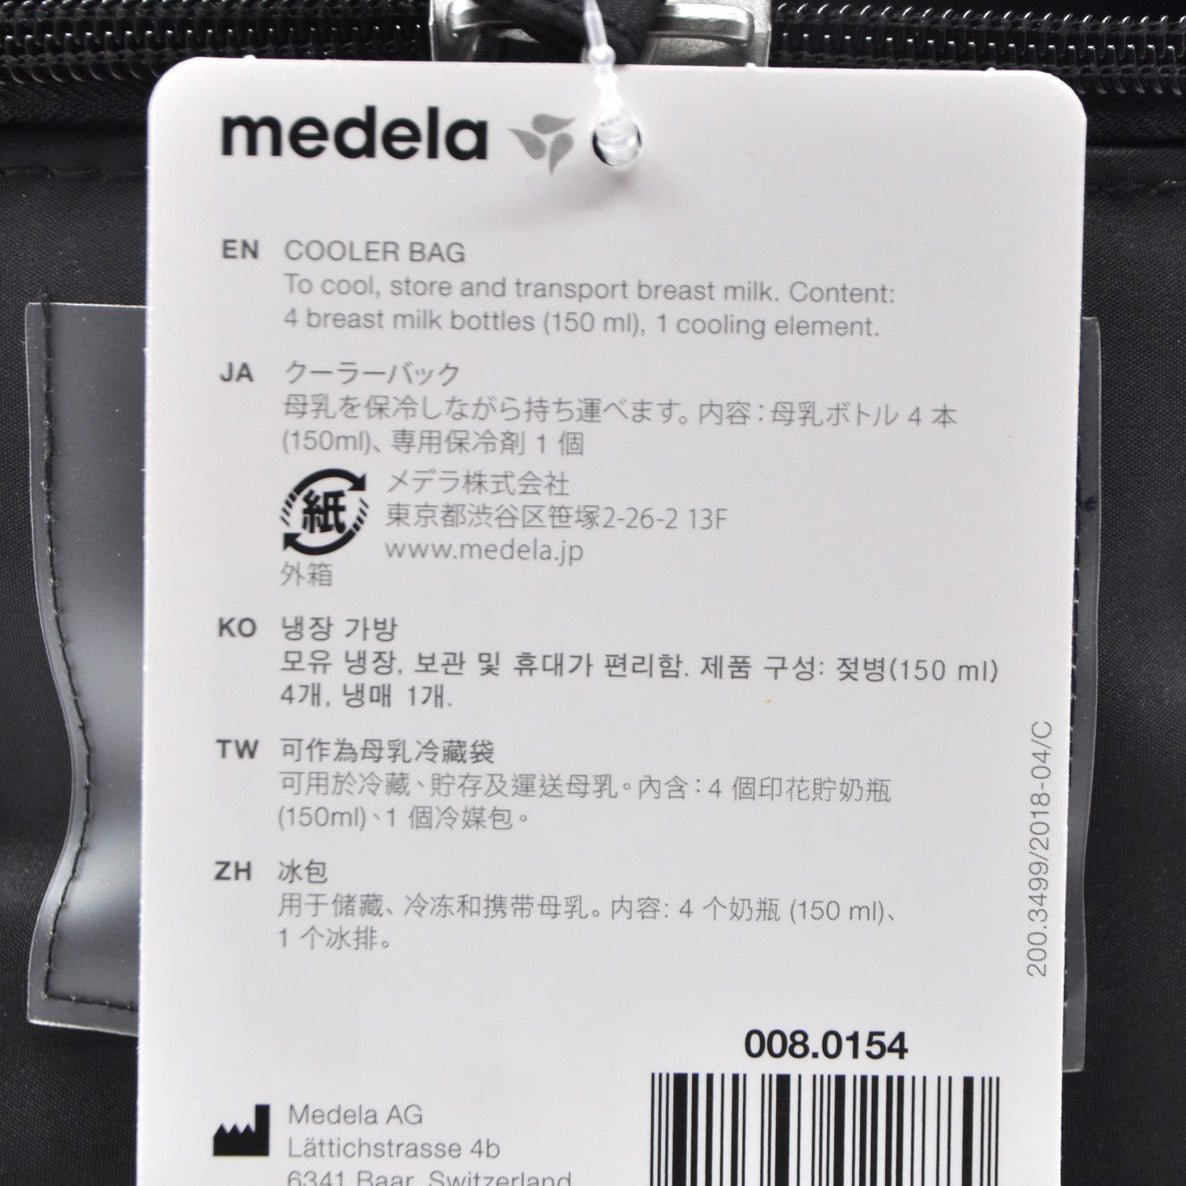 medela
EN COOLER BAG
To cool, store and transport breast milk. Content:
4 breast milk bottles (150 ml), 1 cooling element.
JA クーラーバック
母乳を保冷しながら持ち運べます。内容：母乳ボトル 4 本
(150ml)、専用保冷剤 1 個
紙
外箱
メデラ株式会社
東京都渋谷区笹塚2-26-2 13F
www.medela.jp
KO 냉장 가방
모유 냉장, 보관 및 휴대가 편리함. 제품 구성: 젖병(150 ml)
4개, 냉매 1개.
TW 可作為母乳冷藏袋
可用於冷藏、貯存及運送母乳。內含：4 個印花貯奶瓶
(150ml)、1 個冷媒包。
ZH 冰包
用于储藏、冷冻和携带母乳。内容: 4 个奶瓶 (150 ml)、
1 个冰排。
200.3499/2018-04/C
008.0154
Medela AG
Lättichstrasse 4b
6341 Baar, Switzerland